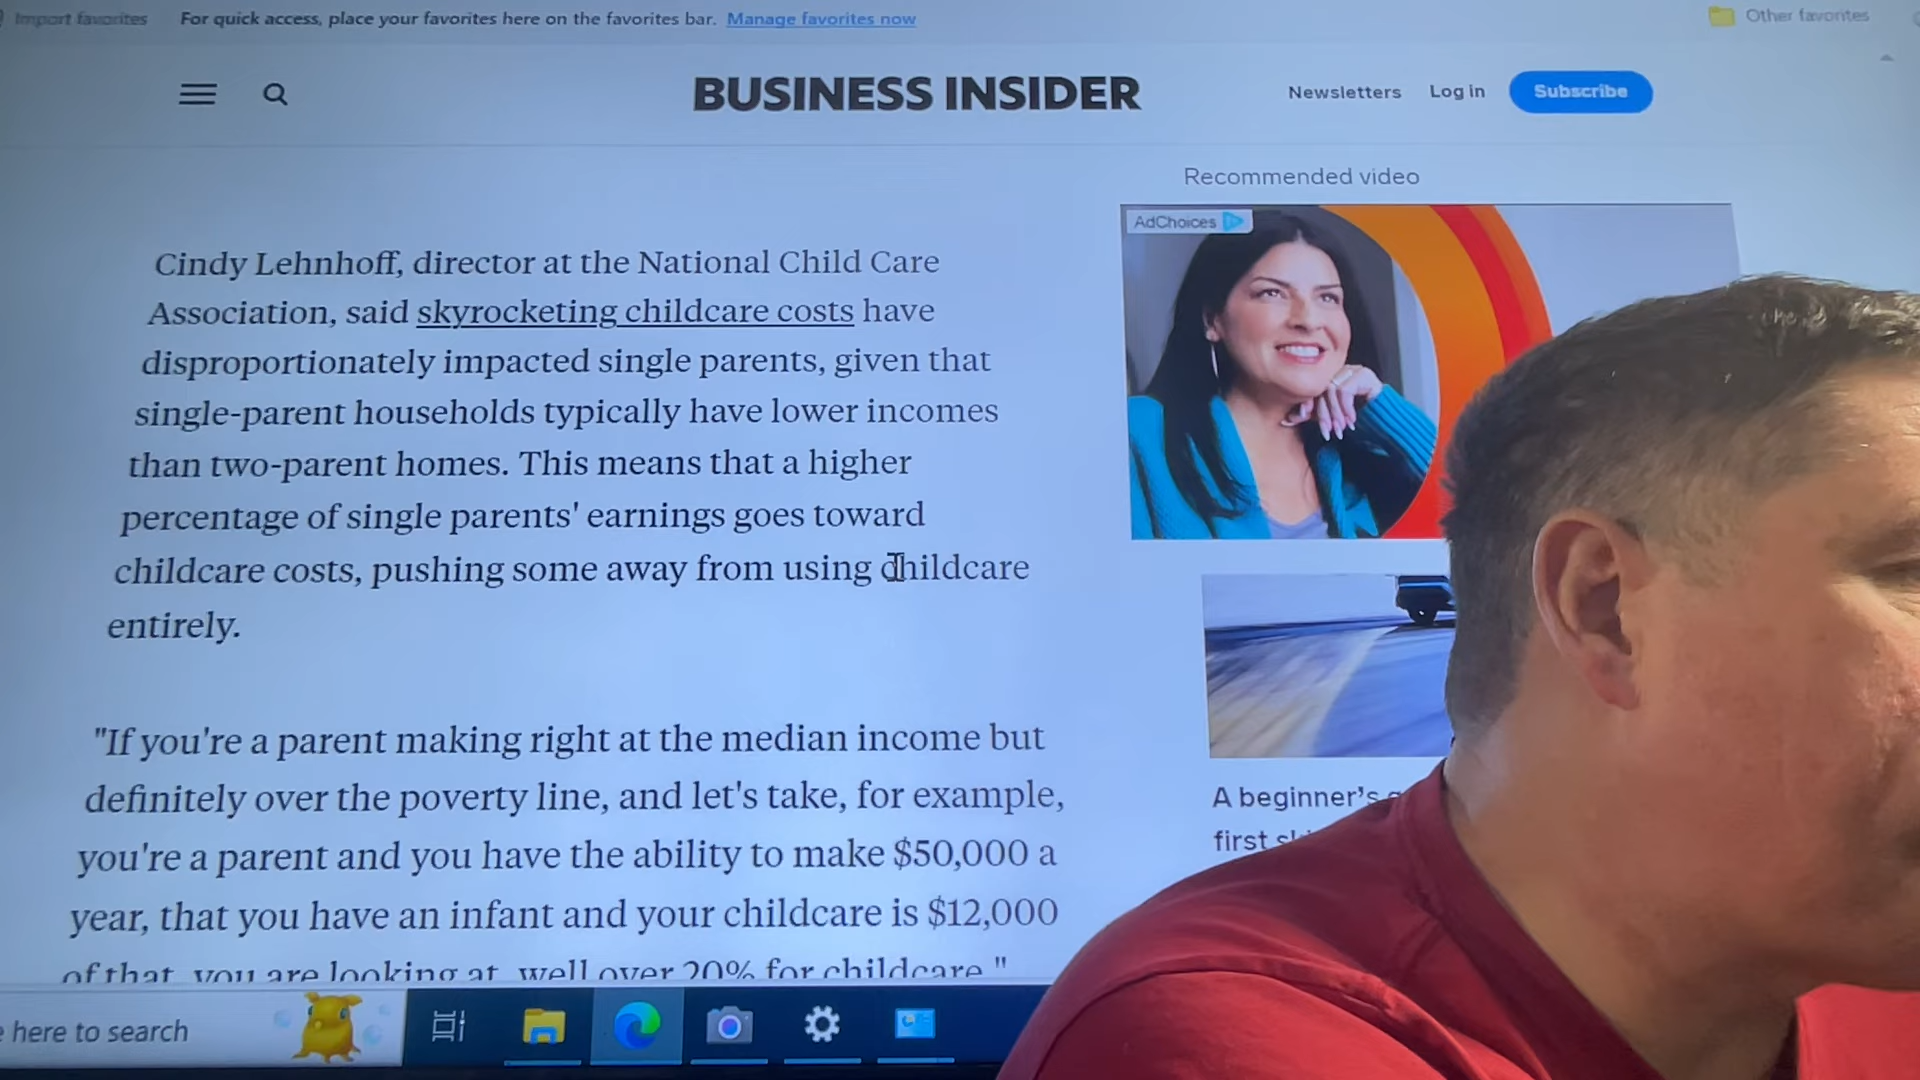 Import favorites For quick access, place your favorites here on the favorites bar. Manage favorites now Other favorites
BUSINESS INSIDER
Newsletters Log in Subscribe
Recommended video
AdChoices
Cindy Lehnhoff, director at the National Child Care
Association, said skyrocketing childcare costs have
disproportionately impacted single parents, given that
single-parent households typically have lower incomes
than two-parent homes. This means that a higher
percentage of single parents' earnings goes toward
childcare costs, pushing some away from using childcare
entirely.
"If you're a parent making right at the median income but
definitely over the poverty line, and let's take, for example,
you're a parent and you have the ability to make $50,000 a
year, that you have an infant and your childcare is $12,000
of that, you are looking at, well over 20% for childcare."
A beginner's
first
here to search